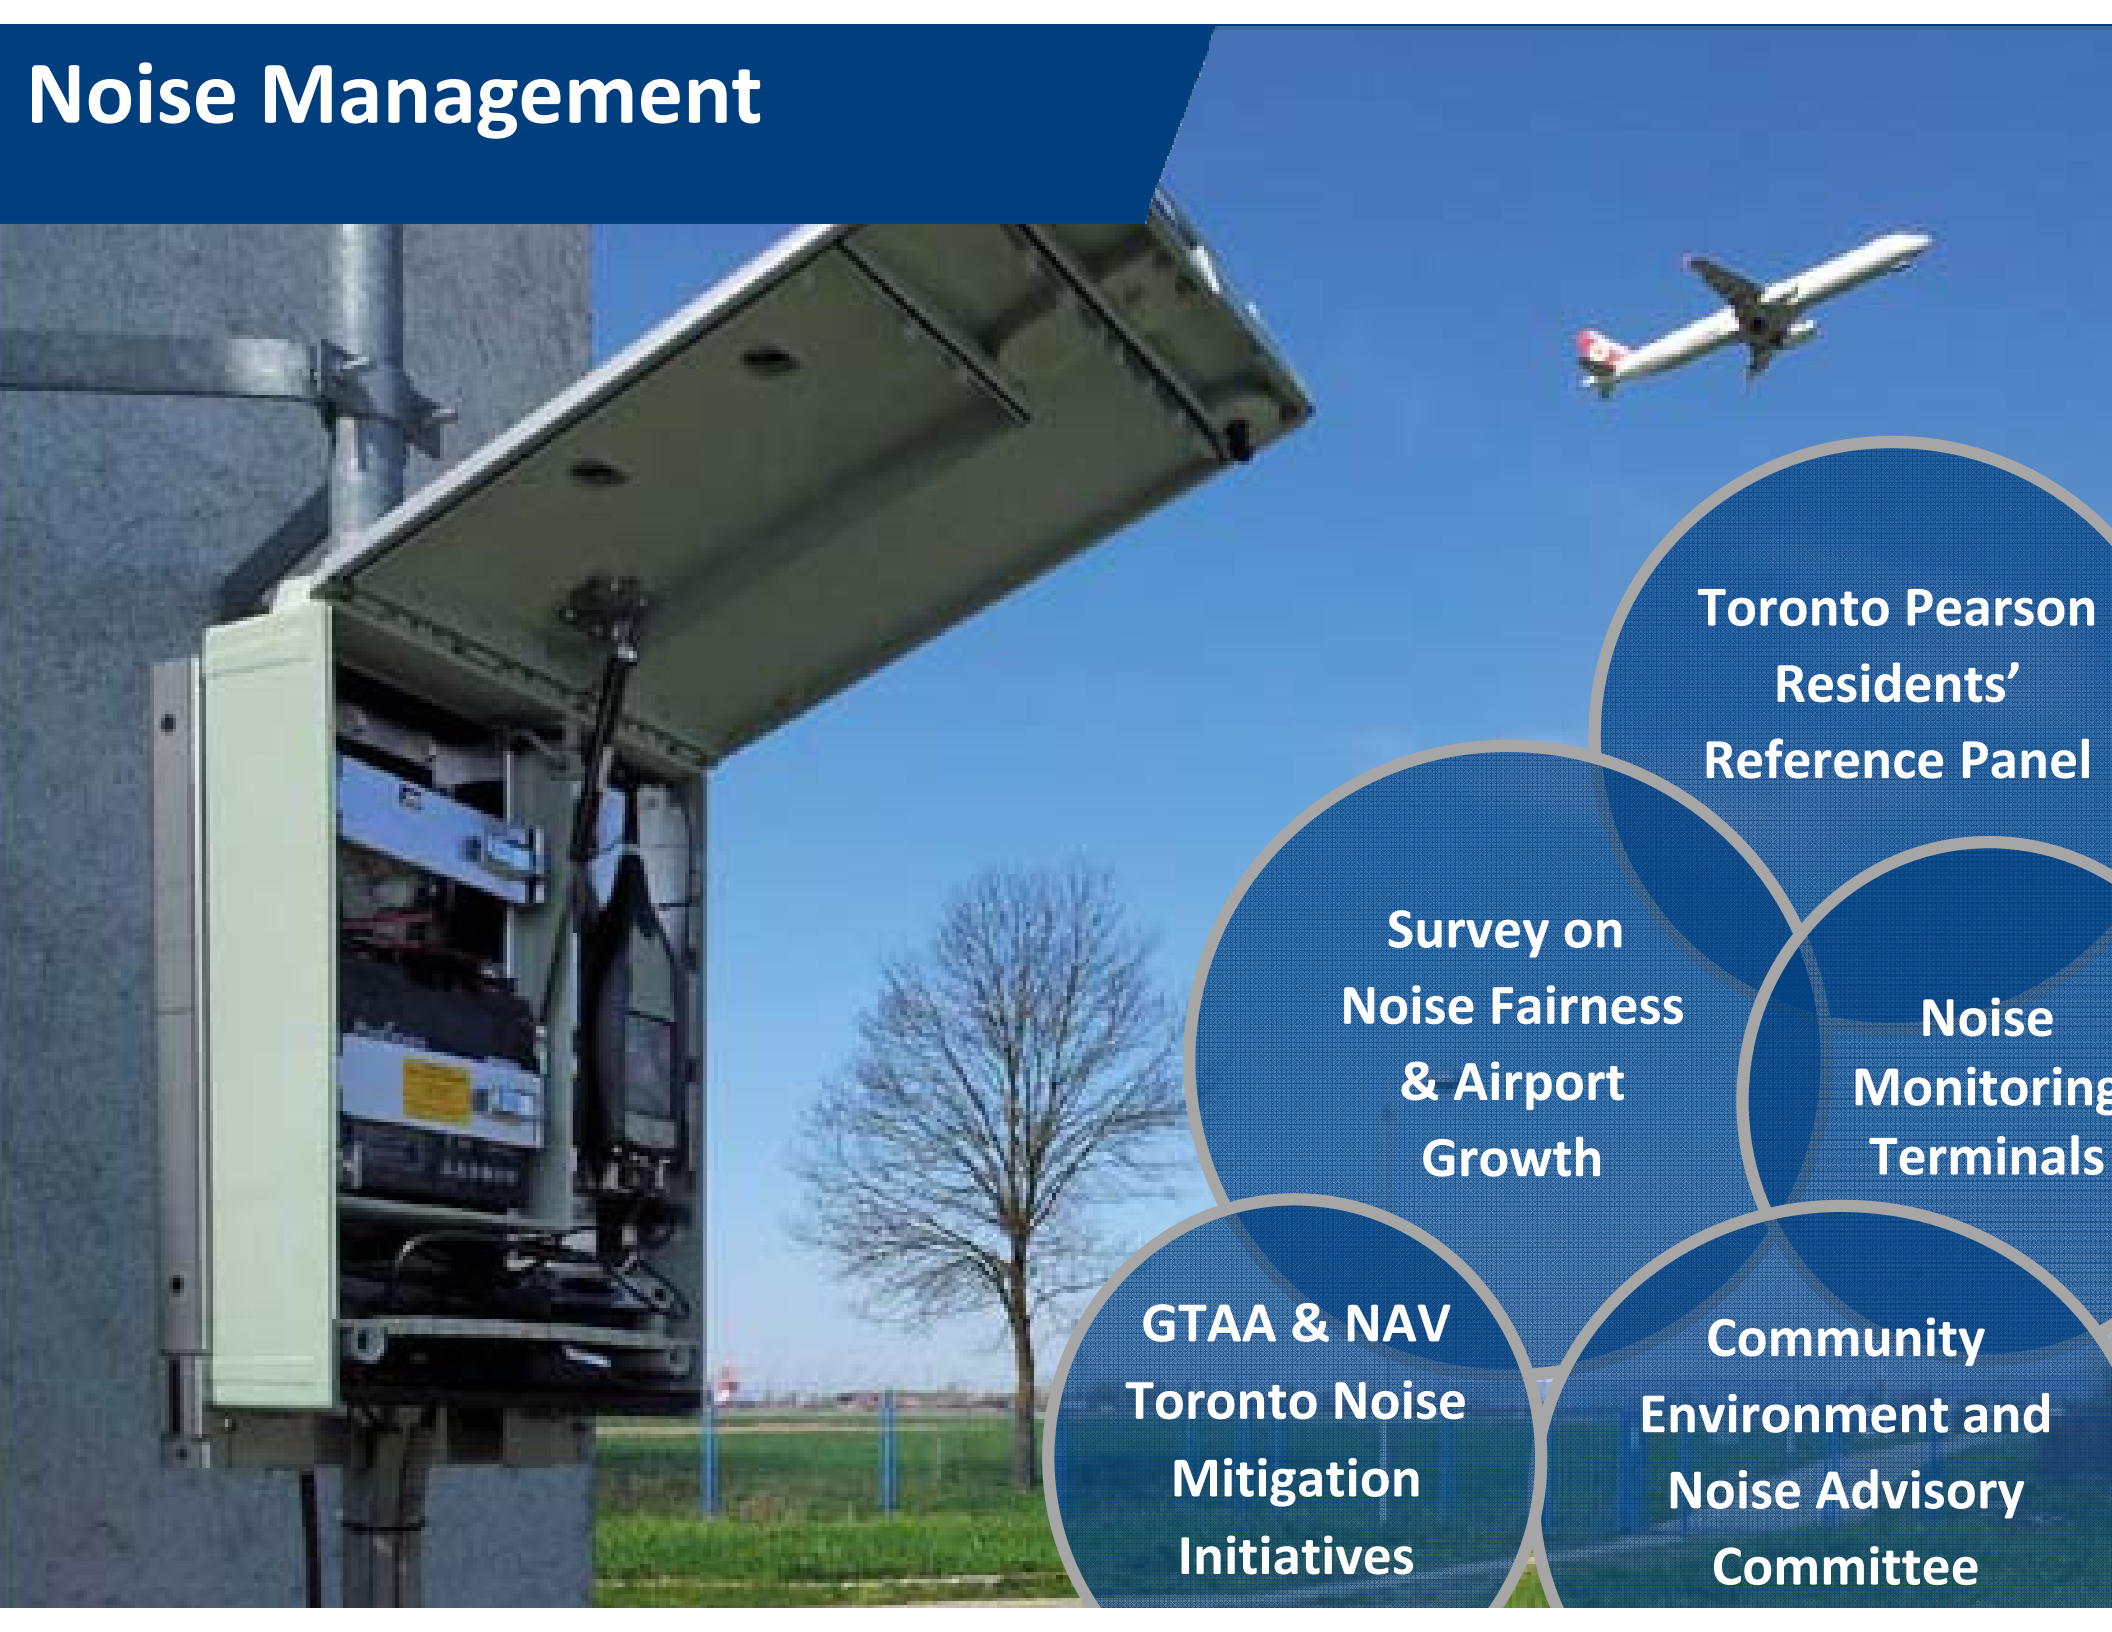 Noise Management
Toronto Pearson
Residents’
Reference Panel
Survey on
Noise Fairness
& Airport
Growth
Noise
Monitoring
Terminals
GTAA & NAV
Toronto Noise
Mitigation
Initiatives
Community
Environment and
Noise Advisory
Committee